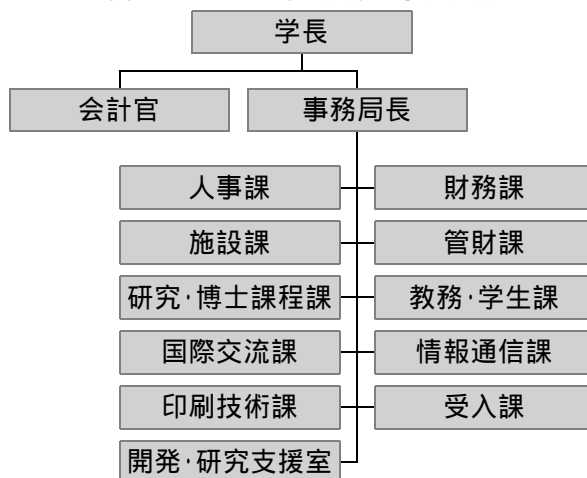 学長
会計官 事務局長
人事課 財務課
施設課 管財課
研究・博士課程課 教務・学生課
国際交流課 情報通信課
印刷技術課 受入課
開発・研究支援室